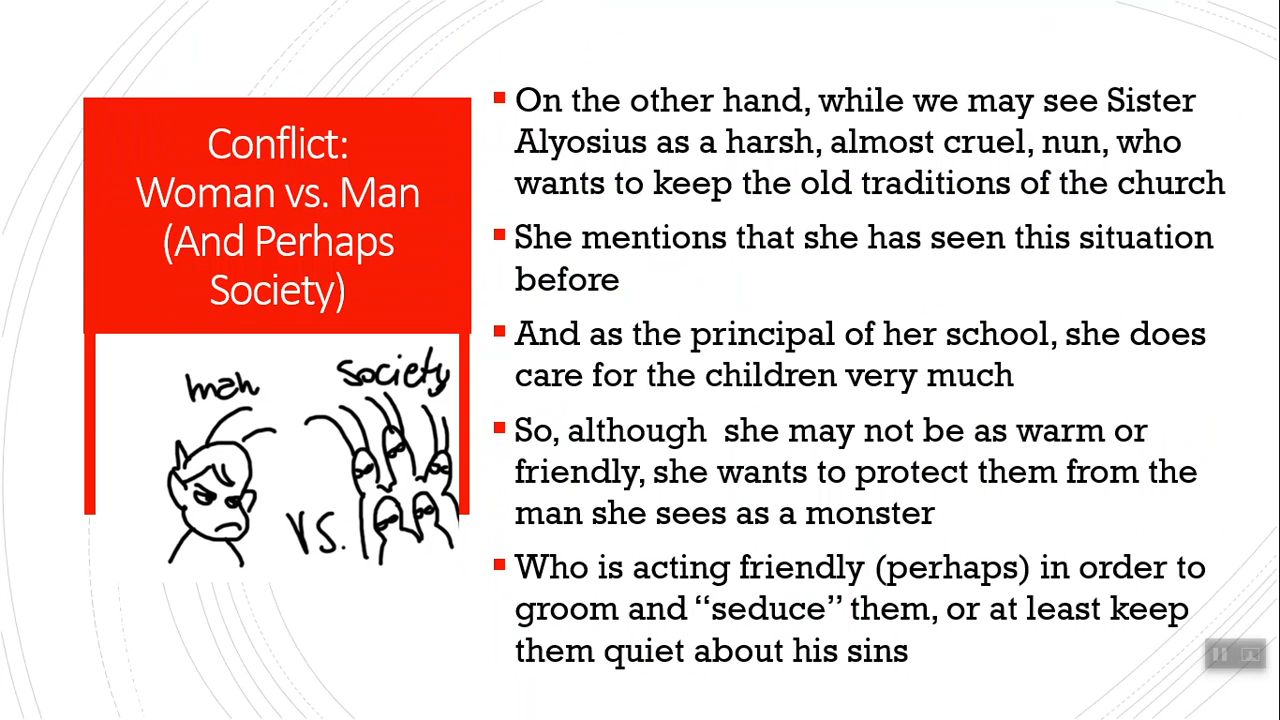 Conflict:
Woman vs. Man
(And Perhaps
Society)
man
society
vs.
On the other hand, while we may see Sister
Alyosius as a harsh, almost cruel, nun, who
wants to keep the old traditions of the church
She mentions that she has seen this situation
before
And as the principal of her school, she does
care for the children very much
So, although she may not be as warm or
friendly, she wants to protect them from the
man she sees as a monster
Who is acting friendly (perhaps) in order to
groom and “seduce” them, or at least keep
them quiet about his sins